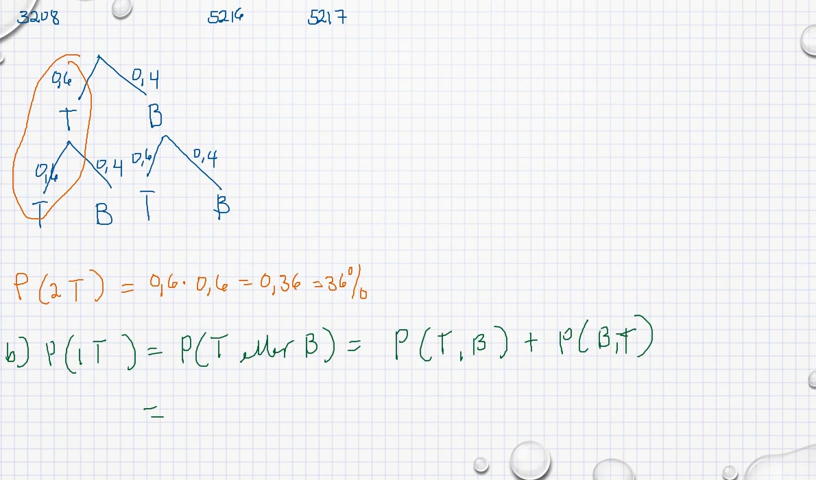 3208 5216 5217
0,6 0,4
T B
0,6 0,4 0,6 0,4
T B T B
P(2T) = 0,6 · 0,6 = 0,36 = 36%
b) P(1T) = P(T eller B) = P(T,B) + P(B,T)
=